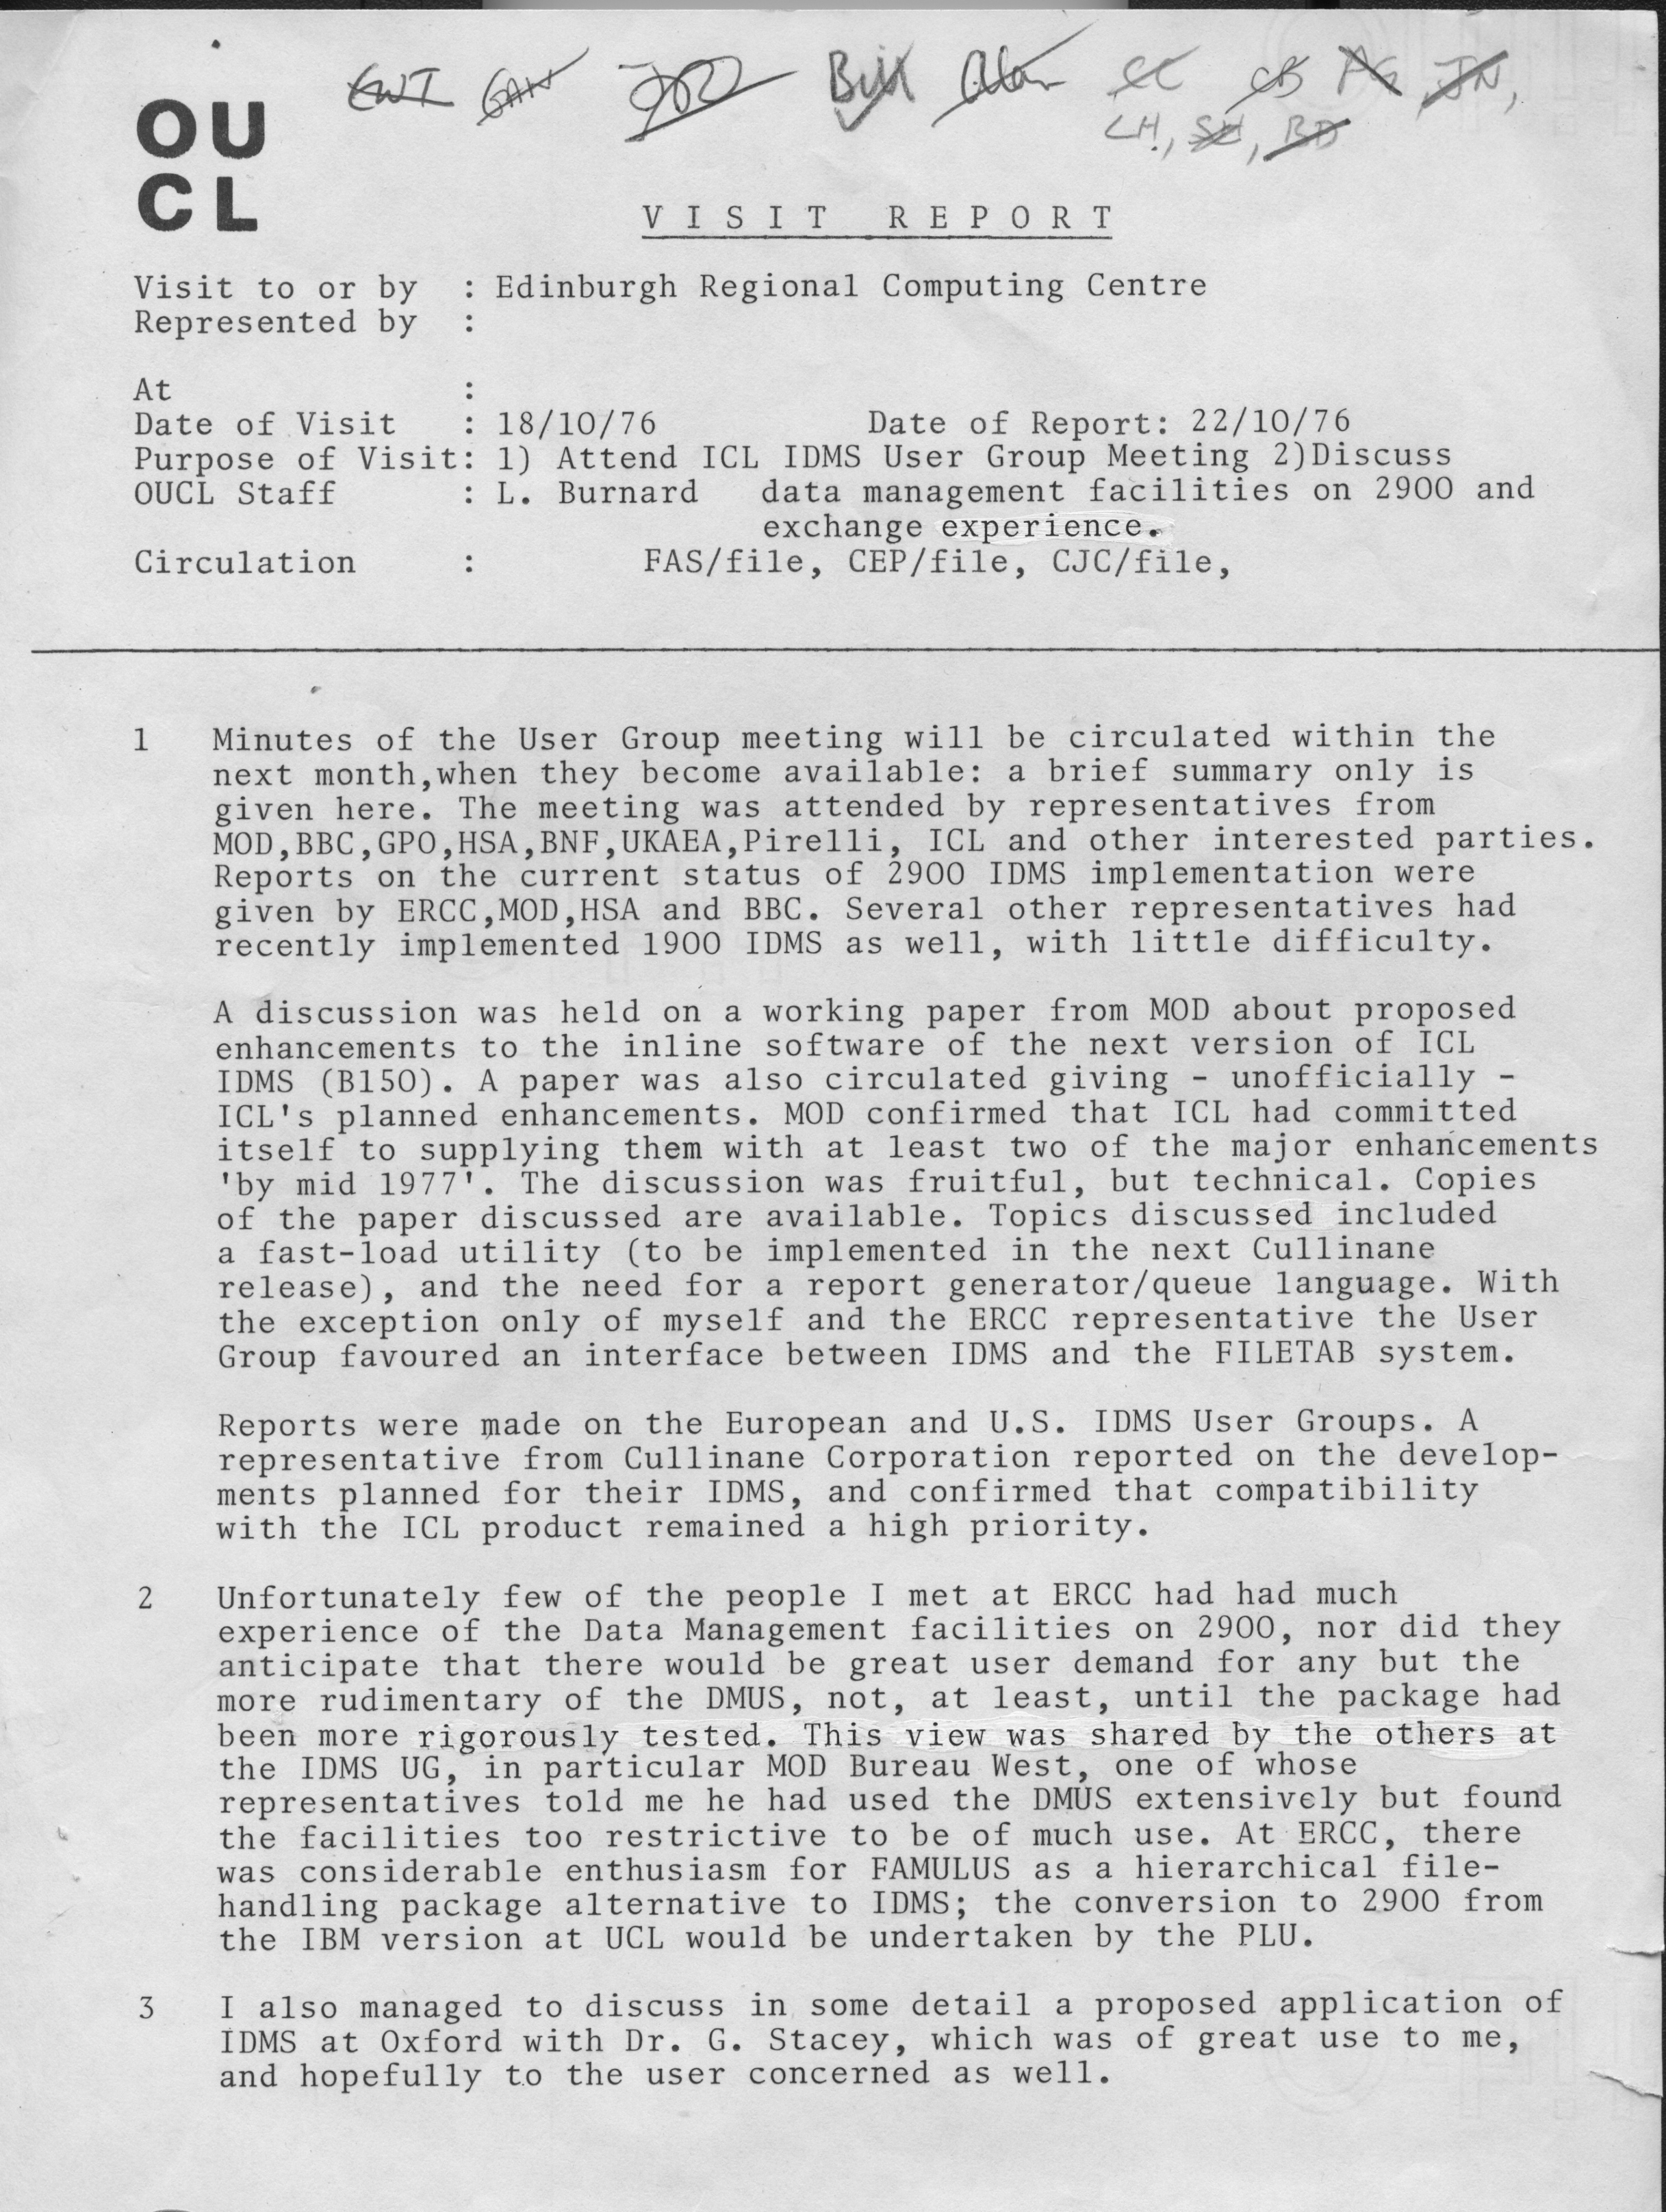 EWT GAW Bill Alan CC CB PG JN,
LH, SH, BD
OU
CL
VISIT REPORT
Visit to or by : Edinburgh Regional Computing Centre
Represented by :
At :
Date of Visit : 18/10/76 Date of Report: 22/10/76
Purpose of Visit: 1) Attend ICL IDMS User Group Meeting 2)Discuss
OUCL Staff : L. Burnard data management facilities on 2900 and
exchange experience.
Circulation : FAS/file, CEP/file, CJC/file,
1 Minutes of the User Group meeting will be circulated within the
next month,when they become available: a brief summary only is
given here. The meeting was attended by representatives from
MOD,BBC,GPO,HSA,BNF,UKAEA,Pirelli, ICL and other interested parties.
Reports on the current status of 2900 IDMS implementation were
given by ERCC,MOD,HSA and BBC. Several other representatives had
recently implemented 1900 IDMS as well, with little difficulty.
A discussion was held on a working paper from MOD about proposed
enhancements to the inline software of the next version of ICL
IDMS (B150). A paper was also circulated giving - unofficially -
ICL's planned enhancements. MOD confirmed that ICL had committed
itself to supplying them with at least two of the major enhancements
'by mid 1977'. The discussion was fruitful, but technical. Copies
of the paper discussed are available. Topics discussed included
a fast-load utility (to be implemented in the next Cullinane
release), and the need for a report generator/queue language. With
the exception only of myself and the ERCC representative the User
Group favoured an interface between IDMS and the FILETAB system.
Reports were made on the European and U.S. IDMS User Groups. A
representative from Cullinane Corporation reported on the develop-
ments planned for their IDMS, and confirmed that compatibility
with the ICL product remained a high priority.
2 Unfortunately few of the people I met at ERCC had had much
experience of the Data Management facilities on 2900, nor did they
anticipate that there would be great user demand for any but the
more rudimentary of the DMUS, not, at least, until the package had
been more rigorously tested. This view was shared by the others at
the IDMS UG, in particular MOD Bureau West, one of whose
representatives told me he had used the DMUS extensively but found
the facilities too restrictive to be of much use. At ERCC, there
was considerable enthusiasm for FAMULUS as a hierarchical file-
handling package alternative to IDMS; the conversion to 2900 from
the IBM version at UCL would be undertaken by the PLU.
3 I also managed to discuss in some detail a proposed application of
IDMS at Oxford with Dr. G. Stacey, which was of great use to me,
and hopefully to the user concerned as well.